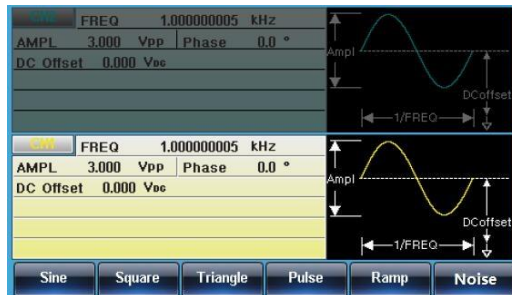 CH2 FREQ 1.000000005 kHz
AMPL 3.000 Vpp Phase 0.0 °
DC Offset 0.000 VDC
Ampl
DCoffset
1/FREQ
FREQ 1.000000005 kHz
AMPL 3.000 Vpp Phase 0.0 °
DC Offset 0.000 VDC
Ampl
DCoffset
1/FREQ
Sine Square Triangle Pulse Ramp Noise